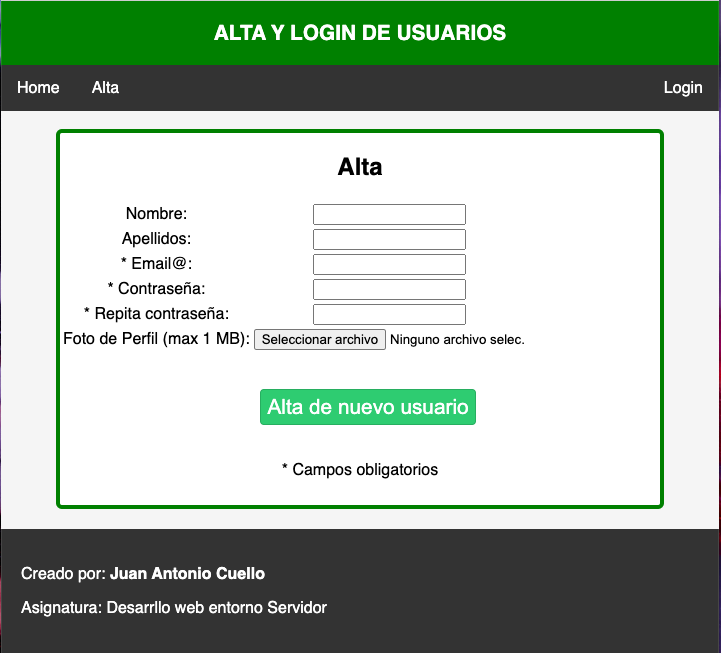 ALTA Y LOGIN DE USUARIOS
Home Alta Login
Alta
Nombre:
Apellidos:
* Email@:
* Contraseña:
* Repita contraseña:
Foto de Perfil (max 1 MB): Seleccionar archivo Ninguno archivo selec.
Alta de nuevo usuario
* Campos obligatorios
Creado por: Juan Antonio Cuello
Asignatura: Desarrllo web entorno Servidor